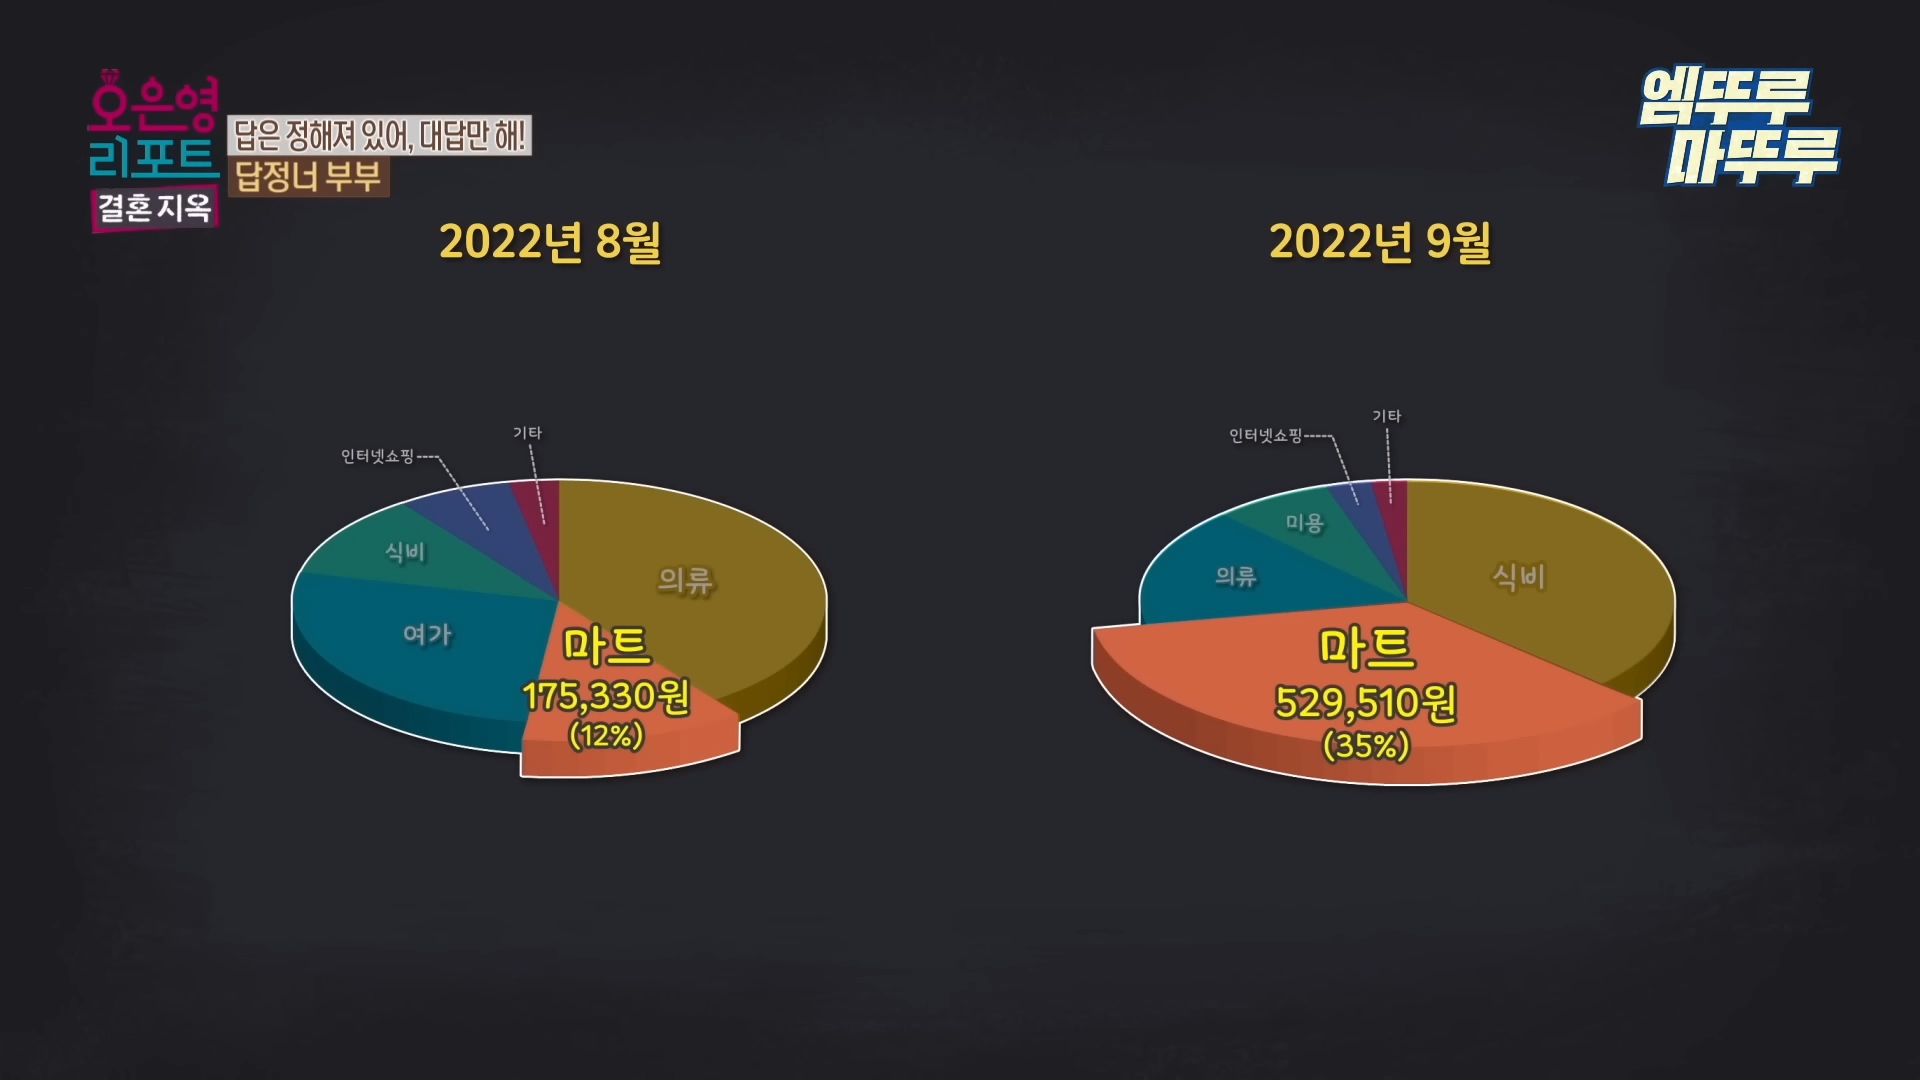 오은영
리포트
결혼 지옥
답은 정해져 있어, 대답만 해!
답정너 부부
엠뚜루
마뚜루
2022년 8월
기타
인터넷쇼핑
식비
의류
여가
마트
175,330원
(12%)
2022년 9월
기타
인터넷쇼핑
미용
의류
식비
마트
529,510원
(35%)